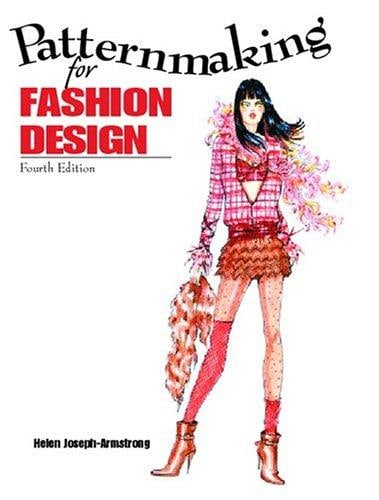 Patternmaking
for
FASHION
DESIGN
Fourth Edition
Helen Joseph-Armstrong